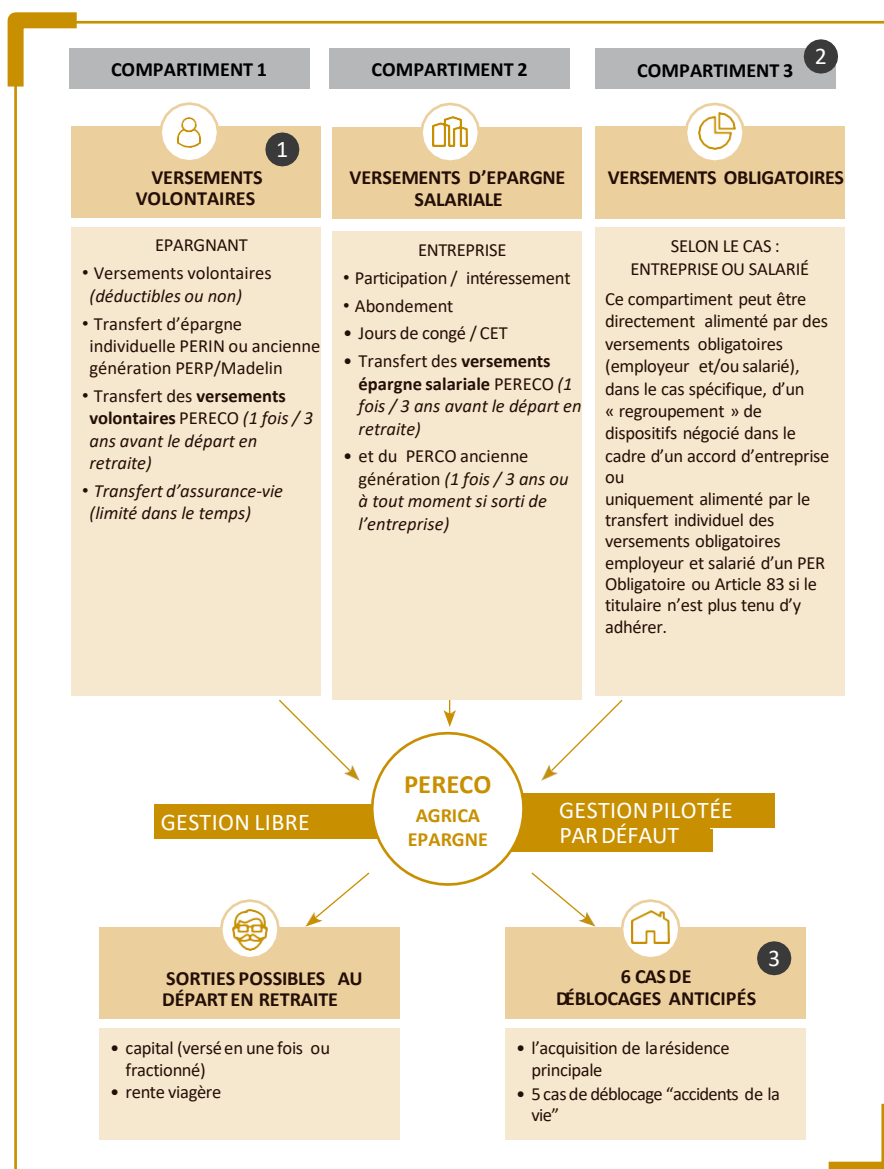 COMPARTIMENT 1
1
VERSEMENTS
VOLONTAIRES
EPARGNANT
• Versements volontaires
(déductibles ou non)
• Transfert d'épargne
individuelle PERIN ou ancienne
génération PERP/Madelin
• Transfert des versements
volontaires PERECO (1 fois / 3
ans avant le départ en
retraite)
• Transfert d'assurance-vie
(limité dans le temps)
COMPARTIMENT 2
VERSEMENTS D'EPARGNE
SALARIALE
ENTREPRISE
• Participation / intéressement
• Abondement
• Jours de congé / CET
• Transfert des versements
épargne salariale PERECO (1
fois / 3 ans avant le départ en
retraite)
• et du PERCO ancienne
génération (1 fois / 3 ans ou
à tout moment si sorti de
l'entreprise)
COMPARTIMENT 3
2
VERSEMENTS OBLIGATOIRES
SELON LE CAS :
ENTREPRISE OU SALARIÉ
Ce compartiment peut être
directement alimenté par des
versements obligatoires
(employeur et/ou salarié),
dans le cas spécifique, d'un
« regroupement » de
dispositifs négocié dans le
cadre d'un accord d'entreprise
ou
uniquement alimenté par le
transfert individuel des
versements obligatoires
employeur et salarié d'un PER
Obligatoire ou Article 83 si le
titulaire n'est plus tenu d'y
adhérer.
GESTION LIBRE
PERECO
AGRICA
EPARGNE
GESTION PILOTÉE
PAR DÉFAUT
SORTIES POSSIBLES AU
DÉPART EN RETRAITE
• capital (versé en une fois ou
fractionné)
• rente viagère
3
6 CAS DE
DÉBLOCAGES ANTICIPÉS
• l'acquisition de la résidence
principale
• 5 cas de déblocage “accidents de la
vie”